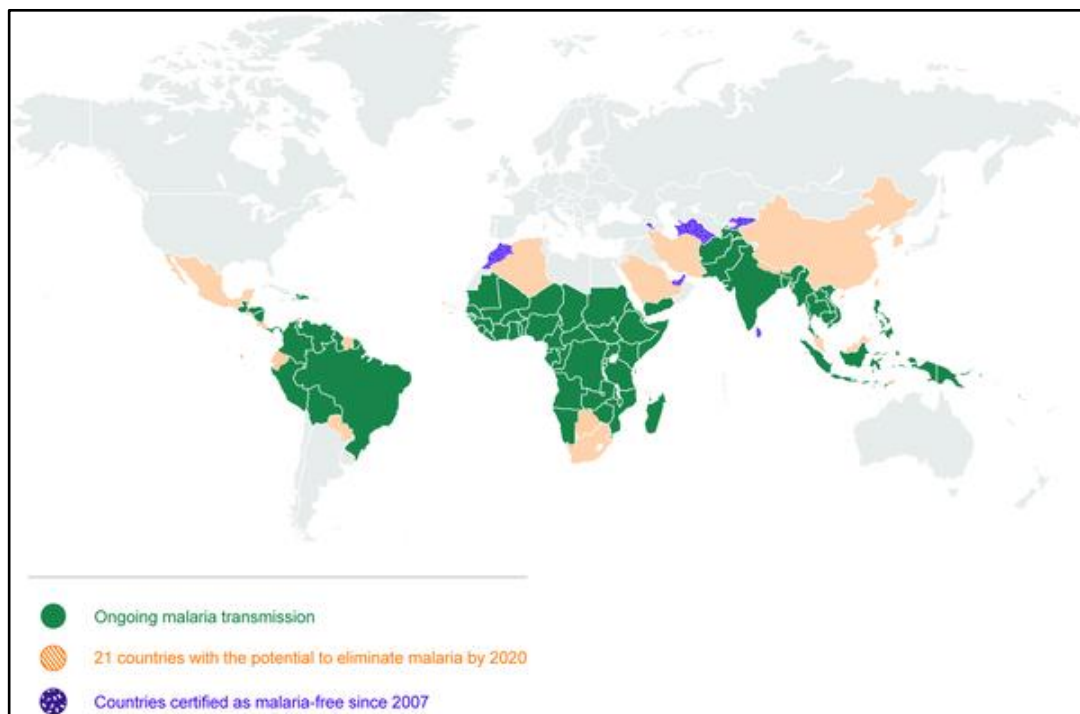 Ongoing malaria transmission
21 countries with the potential to eliminate malaria by 2020
Countries certified as malaria-free since 2007